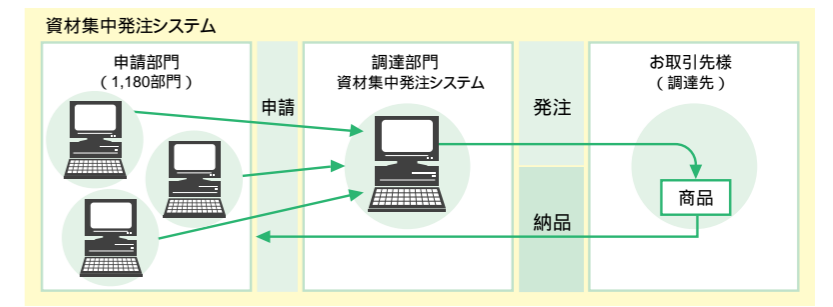 資材集中発注システム
申請部門
(1,180部門)
申請
調達部門
資材集中発注システム
発注
お取引先様
(調達先)
商品
納品